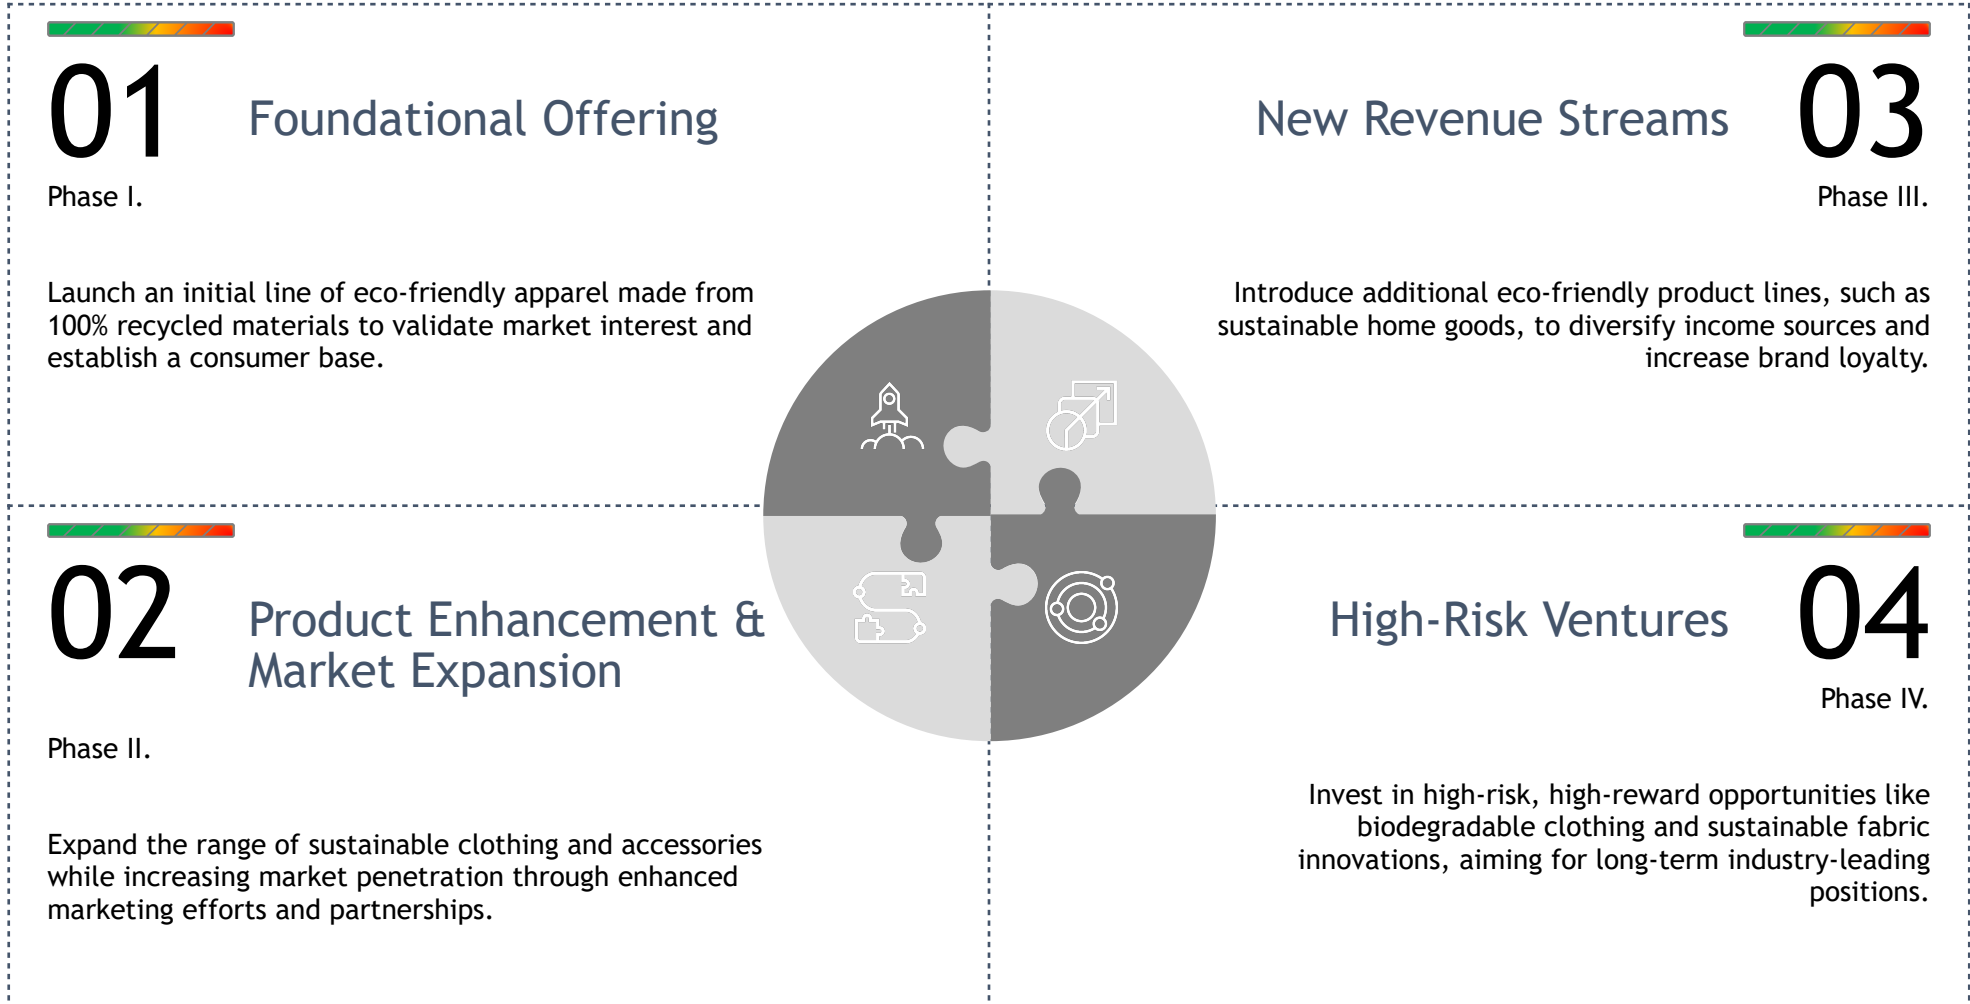 01
Foundational Offering
Phase I.
Launch an initial line of eco-friendly apparel made from
100% recycled materials to validate market interest and
establish a consumer base.
02
Product Enhancement &
Market Expansion
Phase II.
Expand the range of sustainable clothing and accessories
while increasing market penetration through enhanced
marketing efforts and partnerships.
New Revenue Streams
03
Phase III.
Introduce additional eco-friendly product lines, such as
sustainable home goods, to diversify income sources and
increase brand loyalty.
High-Risk Ventures
04
Phase IV.
Invest in high-risk, high-reward opportunities like
biodegradable clothing and sustainable fabric
innovations, aiming for long-term industry-leading
positions.